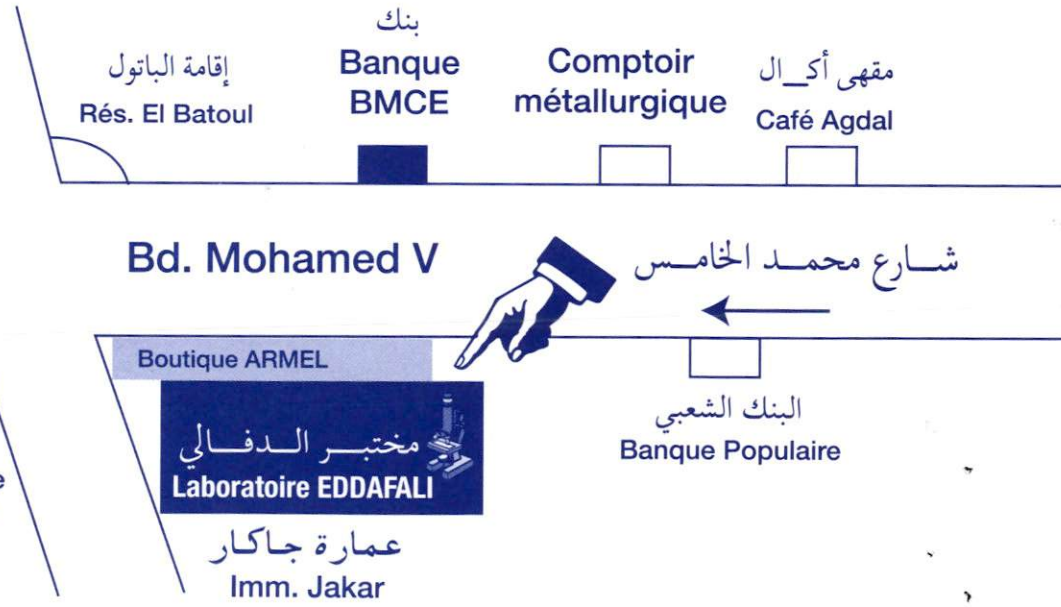 إقامة الباتول
Rés. El Batoul
بنك
Banque
BMCE
Comptoir
métallurgique
مقهى أكـال
Café Agdal
Bd. Mohamed V
شـارع محمـد الخامـس
Boutique ARMEL
مختبـر الـدفـالي
Laboratoire EDDAFALI
عمارة جاكار
Imm. Jakar
البنك الشعبي
Banque Populaire